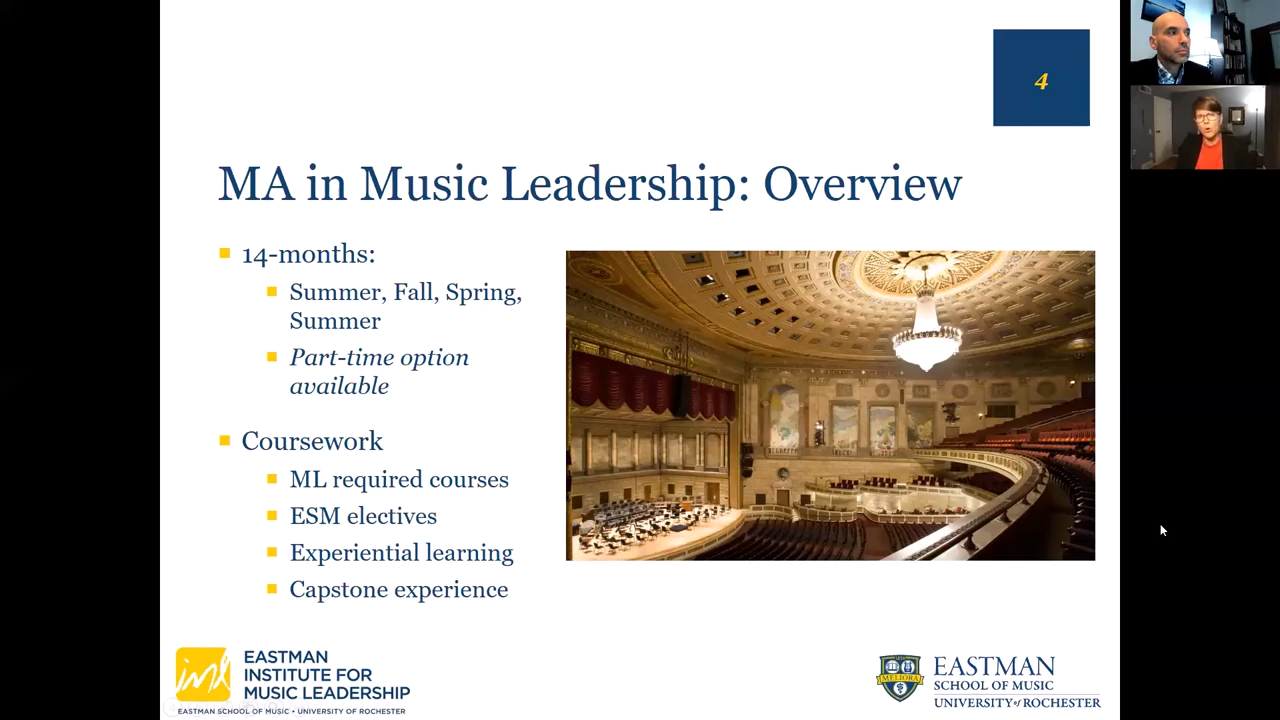 4
MA in Music Leadership: Overview
14-months:
Summer, Fall, Spring,
Summer
Part-time option
available
Coursework
ML required courses
ESM electives
Experiential learning
Capstone experience
iml
EASTMAN
INSTITUTE FOR
MUSIC LEADERSHIP
EASTMAN SCHOOL OF MUSIC • UNIVERSITY OF ROCHESTER
MELIORA
EASTMAN
SCHOOL OF MUSIC
UNIVERSITY of ROCHESTER